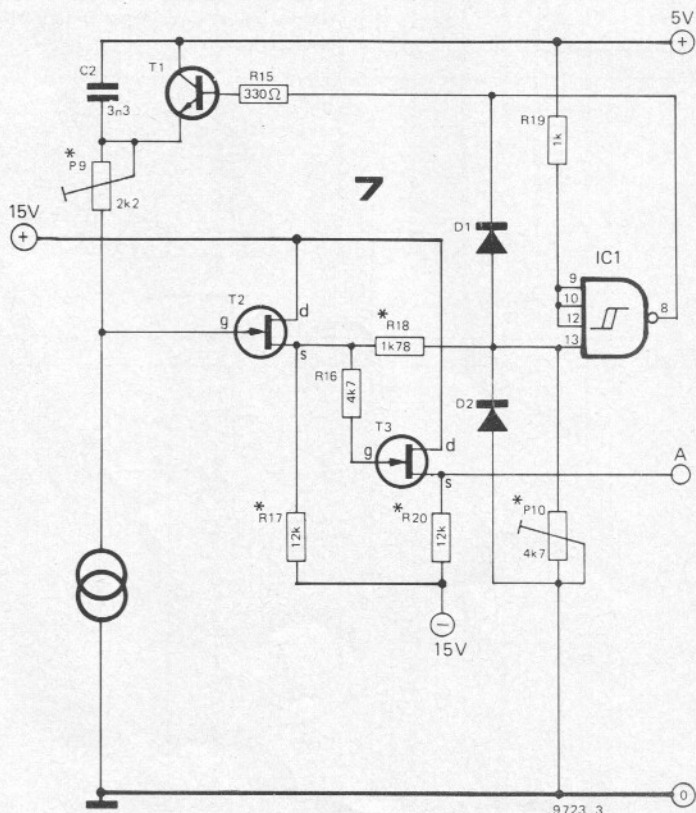 5V
+
C2
3n3
T1
R15
330Ω
R19
1k
*
P9
2k2
7
15V
+
D1
IC1
9
10
12
13
8
T2
g
d
s
*
R18
1k78
R16
4k7
D2
T3
g
d
s
A
*
R17
12k
*
R20
12k
*
P10
4k7
−
15V
0
9723 3